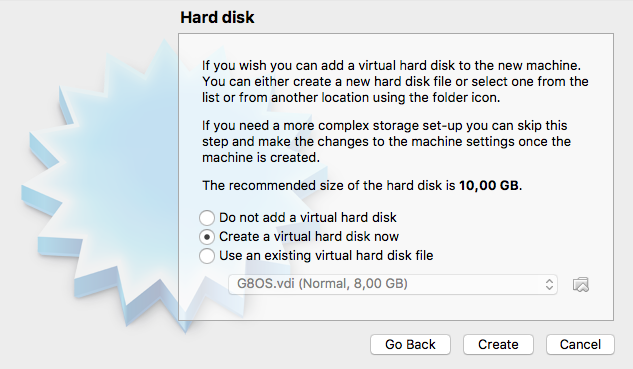 Hard disk
If you wish you can add a virtual hard disk to the new machine.
You can either create a new hard disk file or select one from the
list or from another location using the folder icon.
If you need a more complex storage set-up you can skip this
step and make the changes to the machine settings once the
machine is created.
The recommended size of the hard disk is 10,00 GB.
Do not add a virtual hard disk
Create a virtual hard disk now
Use an existing virtual hard disk file
G8OS.vdi (Normal, 8,00 GB)
Go Back Create Cancel